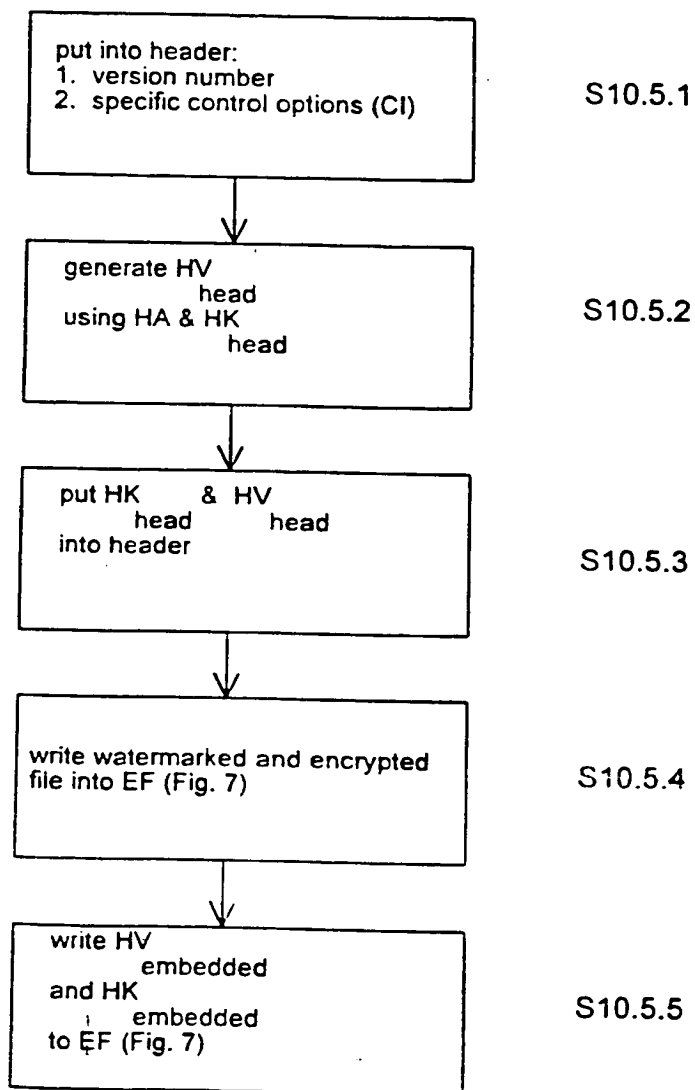 put into header:
1. version number
2. specific control options (CI)
S10.5.1
generate HV
head
using HA & HK
head
S10.5.2
put HK & HV
head head
into header
S10.5.3
write watermarked and encrypted
file into EF (Fig. 7)
S10.5.4
write HV
embedded
and HK
embedded
to EF (Fig. 7)
S10.5.5